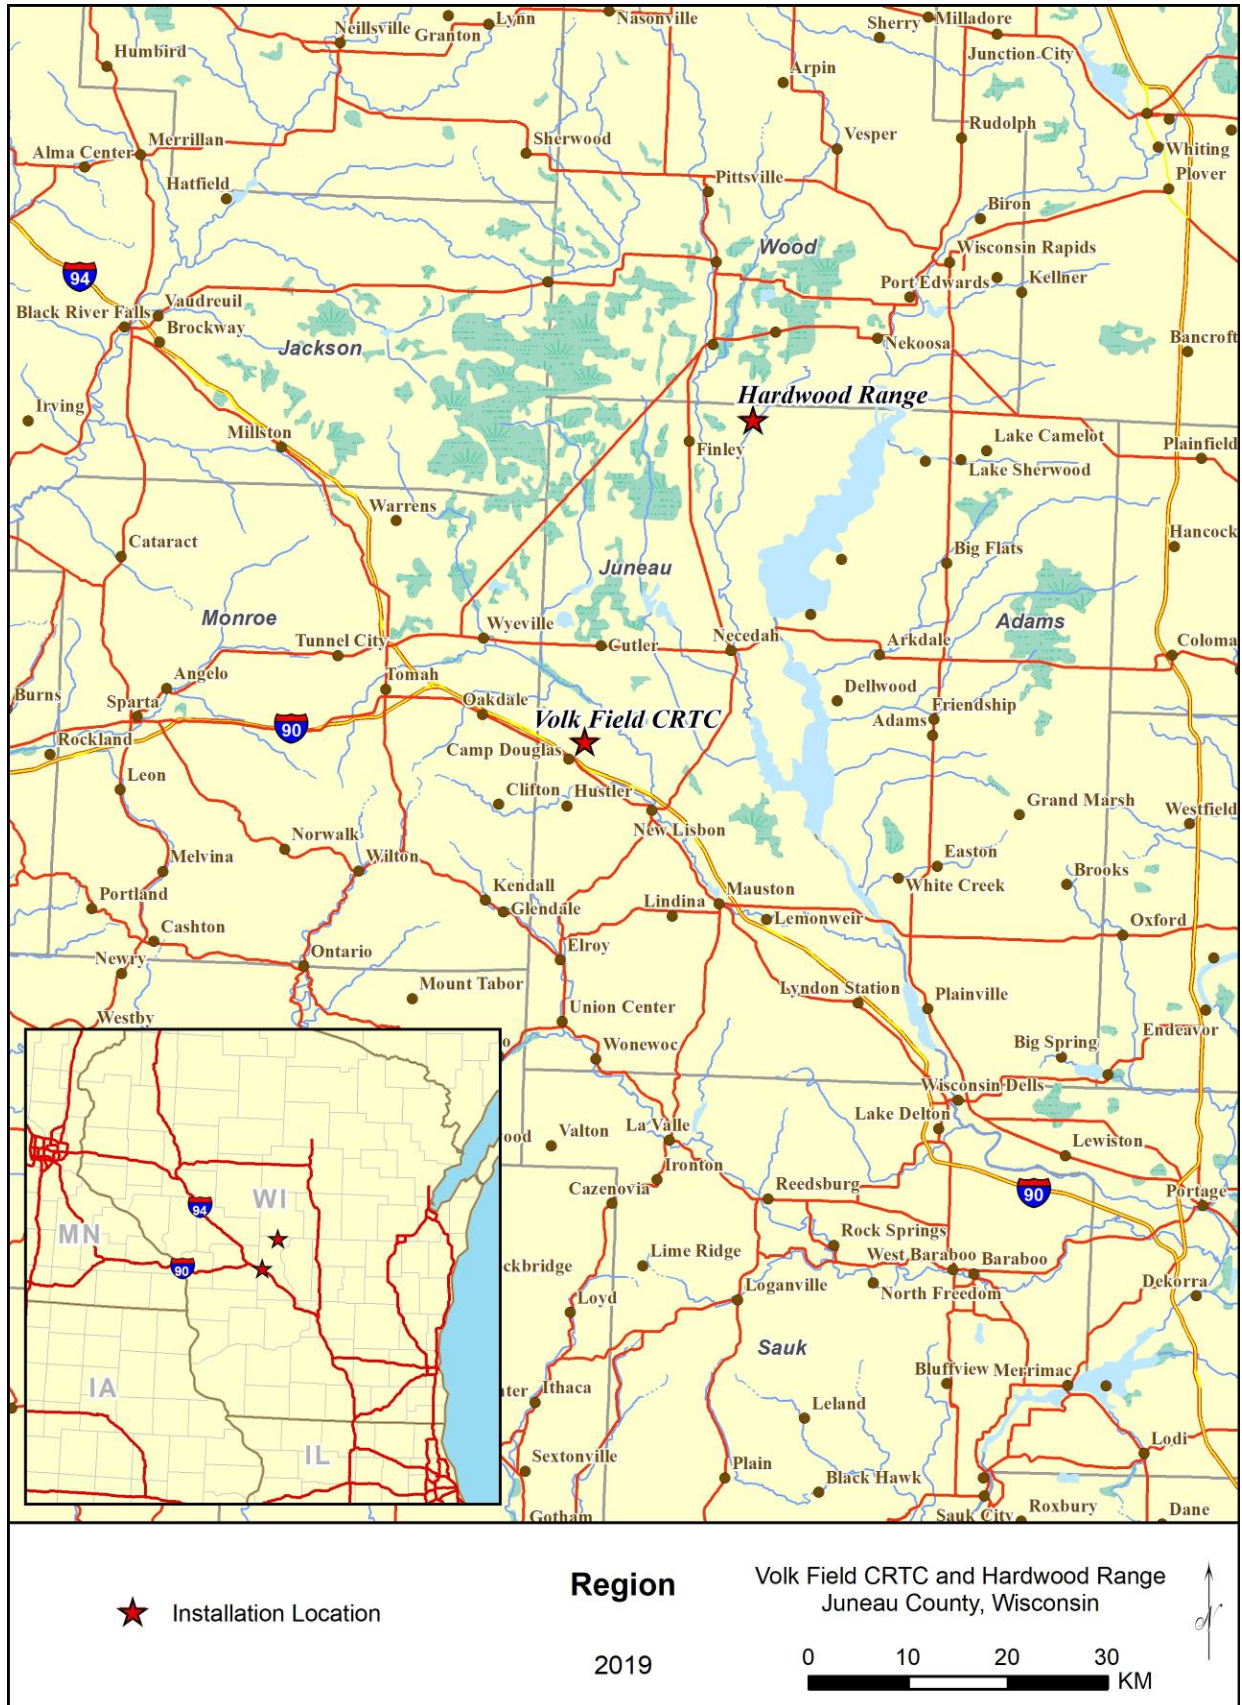 Neillsville
Lynn
Granton
Nasonville
Sherry
Milladore
Junction City
Humbird
Arpin
Sherwood
Vesper
Rudolph
Alma Center
Merrillan
Whiting
Hatfield
Pittsville
Plover
Biron
Wood
Wisconsin Rapids
94
Port Edwards
Kellner
Vaudreuil
Black River Falls
Brockway
Jackson
Nekoosa
Bancroft
Hardwood Range
Irving
Millston
Finley
Lake Camelot
Plainfield
Lake Sherwood
Warrens
Cataract
Hancock
Big Flats
Juneau
Monroe
Adams
Tunnel City
Wyeville
Cutler
Necedah
Arkdale
Coloma
Angelo
Burns
Tomah
Dellwood
Sparta
Oakdale
Volk Field CRTC
Friendship
90
Adams
Rockland
Camp Douglas
Leon
Clifton
Hustler
Grand Marsh
Westfield
New Lisbon
Norwalk
Melvina
Wilton
Easton
Brooks
White Creek
Kendall
Mauston
Portland
Glendale
Lindina
Lemonweir
Cashton
Oxford
Elroy
Newry
Ontario
Mount Tabor
Lyndon Station
Plainville
Westby
Union Center
Endeavor
Wonewoc
Big Spring
Wisconsin Dells
Lake Delton
ood
Valton
La Valle
Lewiston
Ironton
90
Cazenovia
Reedsburg
Portage
WI
94
MN
Rock Springs
90
Lime Ridge
West Baraboo
Baraboo
ckbridge
Dekorra
Loyd
Loganville
North Freedom
Sauk
IA
Bluffview
Merrimac
nter
Ithaca
Leland
IL
Lodi
Sextonville
Plain
Black Hawk
Gotham
Sauk City
Roxbury
Dane
Region
Volk Field CRTC and Hardwood Range
Juneau County, Wisconsin
Installation Location
2019
0 10 20 30
KM
N